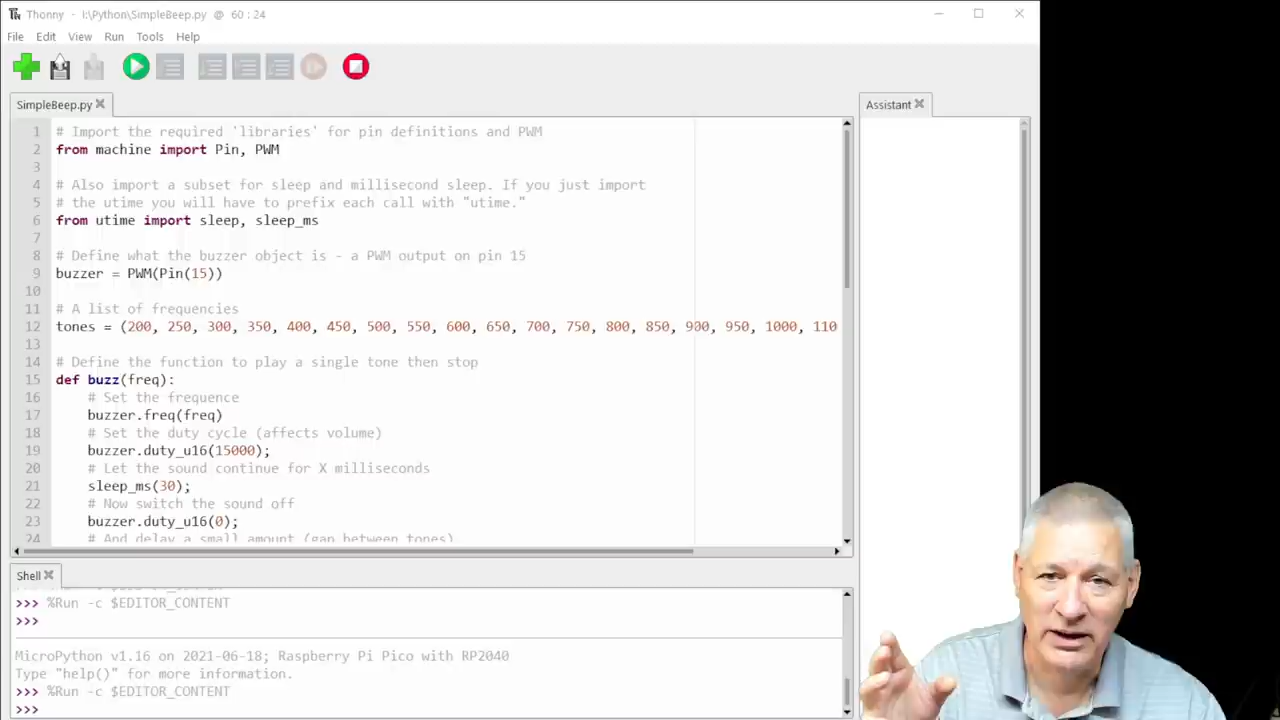 Thonny - I:\Python\SimpleBeep.py @ 60 : 24
File Edit View Run Tools Help
SimpleBeep.py
Assistant
1 # Import the required 'libraries' for pin definitions and PWM
2 from machine import Pin, PWM
3
4 # Also import a subset for sleep and millisecond sleep. If you just import
5 # the utime you will have to prefix each call with "utime."
6 from utime import sleep, sleep_ms
7
8 # Define what the buzzer object is - a PWM output on pin 15
9 buzzer = PWM(Pin(15))
10
11 # A list of frequencies
12 tones = (200, 250, 300, 350, 400, 450, 500, 550, 600, 650, 700, 750, 800, 850, 900, 950, 1000, 110
13
14 # Define the function to play a single tone then stop
15 def buzz(freq):
16 # Set the frequence
17 buzzer.freq(freq)
18 # Set the duty cycle (affects volume)
19 buzzer.duty_u16(15000);
20 # Let the sound continue for X milliseconds
21 sleep_ms(30);
22 # Now switch the sound off
23 buzzer.duty_u16(0);
24 # And delay a small amount (gap between tones)
Shell
>>> %Run -c $EDITOR_CONTENT
>>>
MicroPython v1.16 on 2021-06-18; Raspberry Pi Pico with RP2040
Type "help()" for more information.
>>> %Run -c $EDITOR_CONTENT
>>>